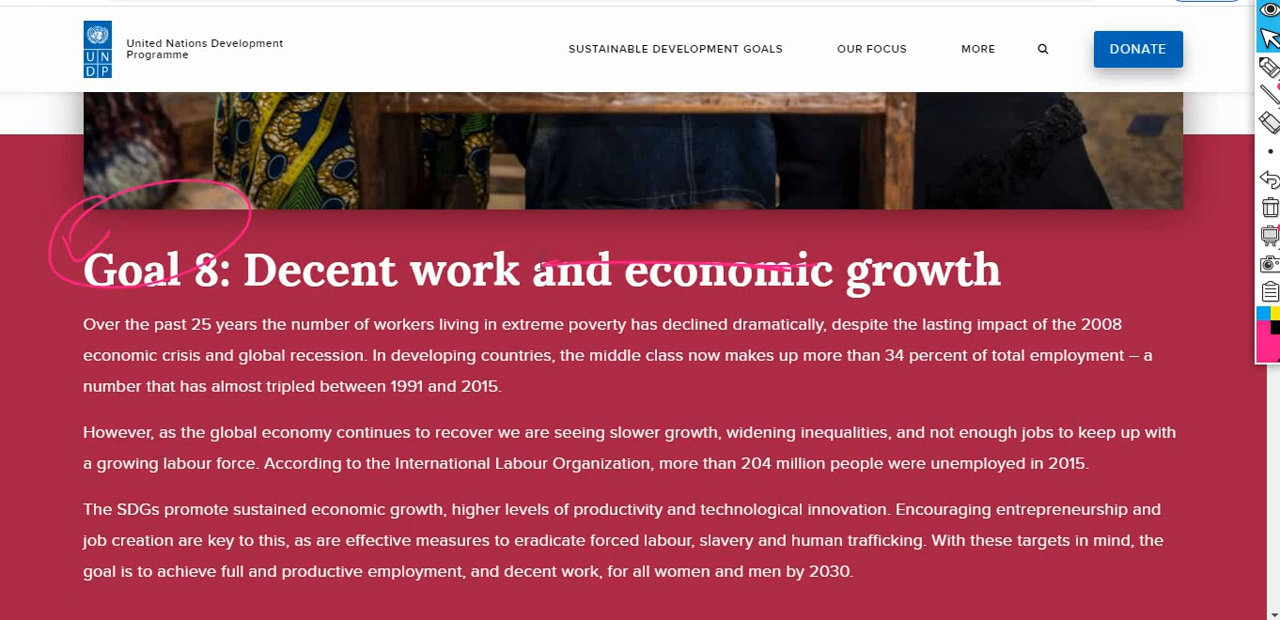 United Nations Development
Programme
U N
D P
SUSTAINABLE DEVELOPMENT GOALS OUR FOCUS MORE DONATE
Goal 8: Decent work and economic growth
Over the past 25 years the number of workers living in extreme poverty has declined dramatically, despite the lasting impact of the 2008
economic crisis and global recession. In developing countries, the middle class now makes up more than 34 percent of total employment – a
number that has almost tripled between 1991 and 2015.
However, as the global economy continues to recover we are seeing slower growth, widening inequalities, and not enough jobs to keep up with
a growing labour force. According to the International Labour Organization, more than 204 million people were unemployed in 2015.
The SDGs promote sustained economic growth, higher levels of productivity and technological innovation. Encouraging entrepreneurship and
job creation are key to this, as are effective measures to eradicate forced labour, slavery and human trafficking. With these targets in mind, the
goal is to achieve full and productive employment, and decent work, for all women and men by 2030.